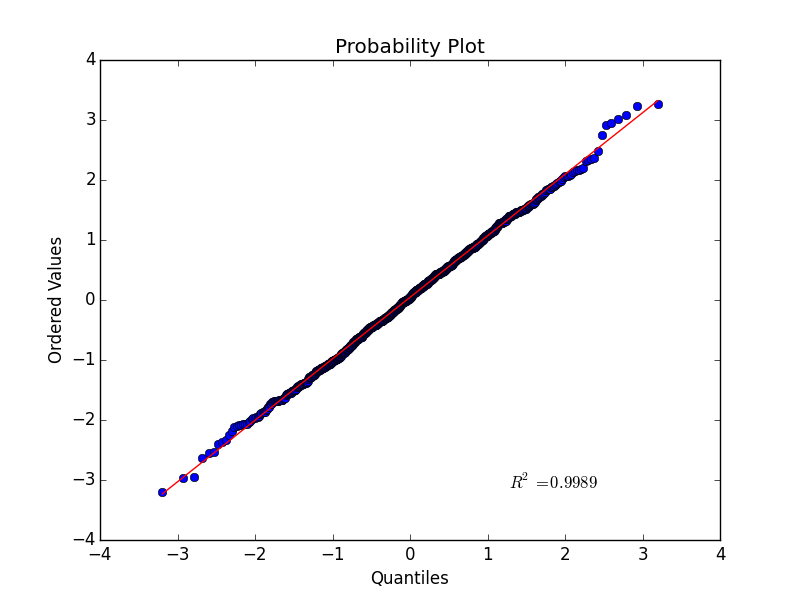 Probability Plot
4
3
2
1
0
−1
−2
−3
−4
Ordered Values
R² =0.9989
−4 −3 −2 −1 0 1 2 3 4
Quantiles